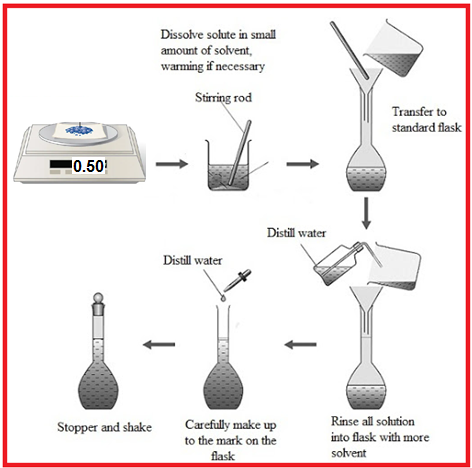 Dissolve solute in small
amount of solvent,
warming if necessary
Stirring rod
0.50
Transfer to
standard flask
Distill water
Distill water
Stopper and shake
Carefully make up
to the mark on the
flask
Rinse all solution
into flask with more
solvent